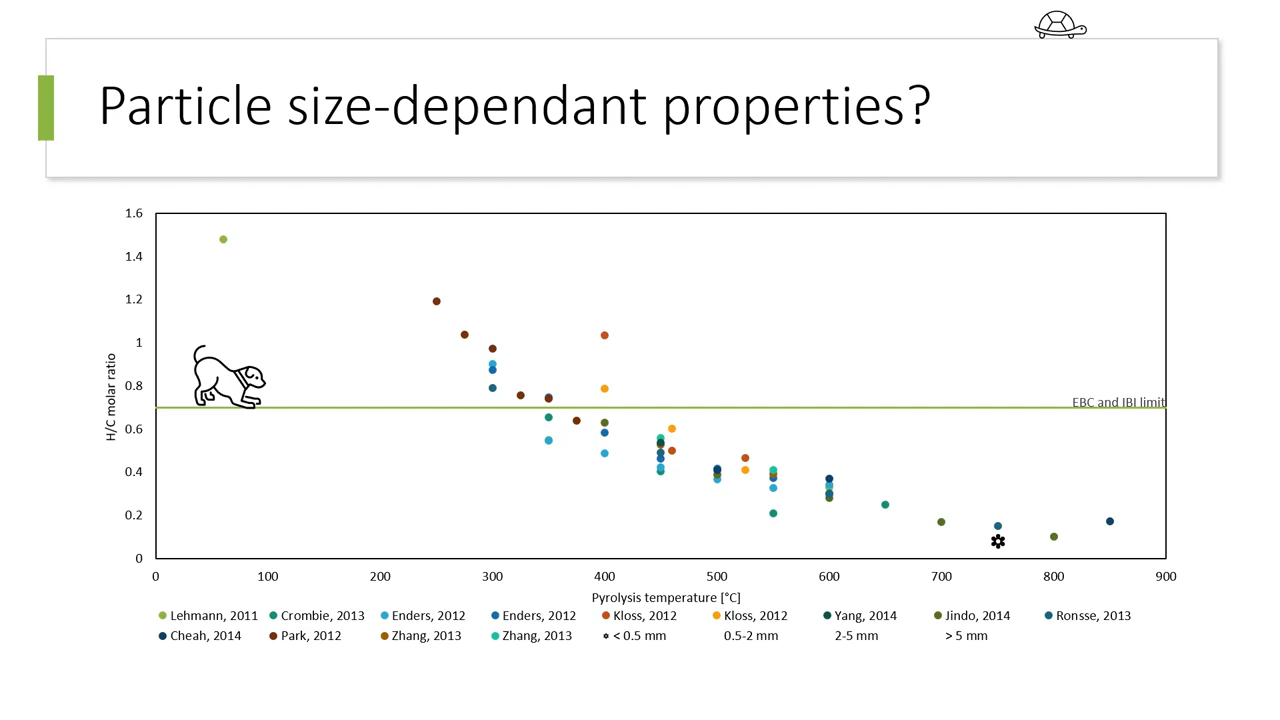 Particle size-dependant properties?
1.6
1.4
1.2
1
0.8
0.6
0.4
0.2
0
H/C molar ratio
EBC and IBI limit
0 100 200 300 400 500 600 700 800 900
Pyrolysis temperature [°C]
Lehmann, 2011 Crombie, 2013 Enders, 2012 Enders, 2012 Kloss, 2012 Kloss, 2012 Yang, 2014 Jindo, 2014 Ronsse, 2013
Cheah, 2014 Park, 2012 Zhang, 2013 Zhang, 2013 < 0.5 mm 0.5-2 mm 2-5 mm > 5 mm